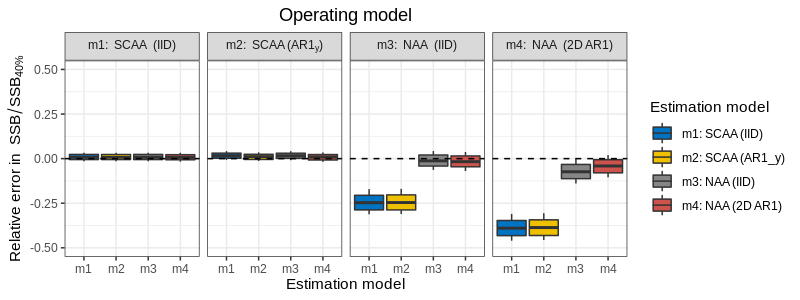 Operating model
m1: SCAA (IID)
m2: SCAA (AR1y)
m3: NAA (IID)
m4: NAA (2D AR1)
Relative error in SSB/SSB40%
0.50
0.25
0.00
-0.25
-0.50
m1 m2 m3 m4
m1 m2 m3 m4
m1 m2 m3 m4
m1 m2 m3 m4
Estimation model
Estimation model
m1: SCAA (IID)
m2: SCAA (AR1_y)
m3: NAA (IID)
m4: NAA (2D AR1)